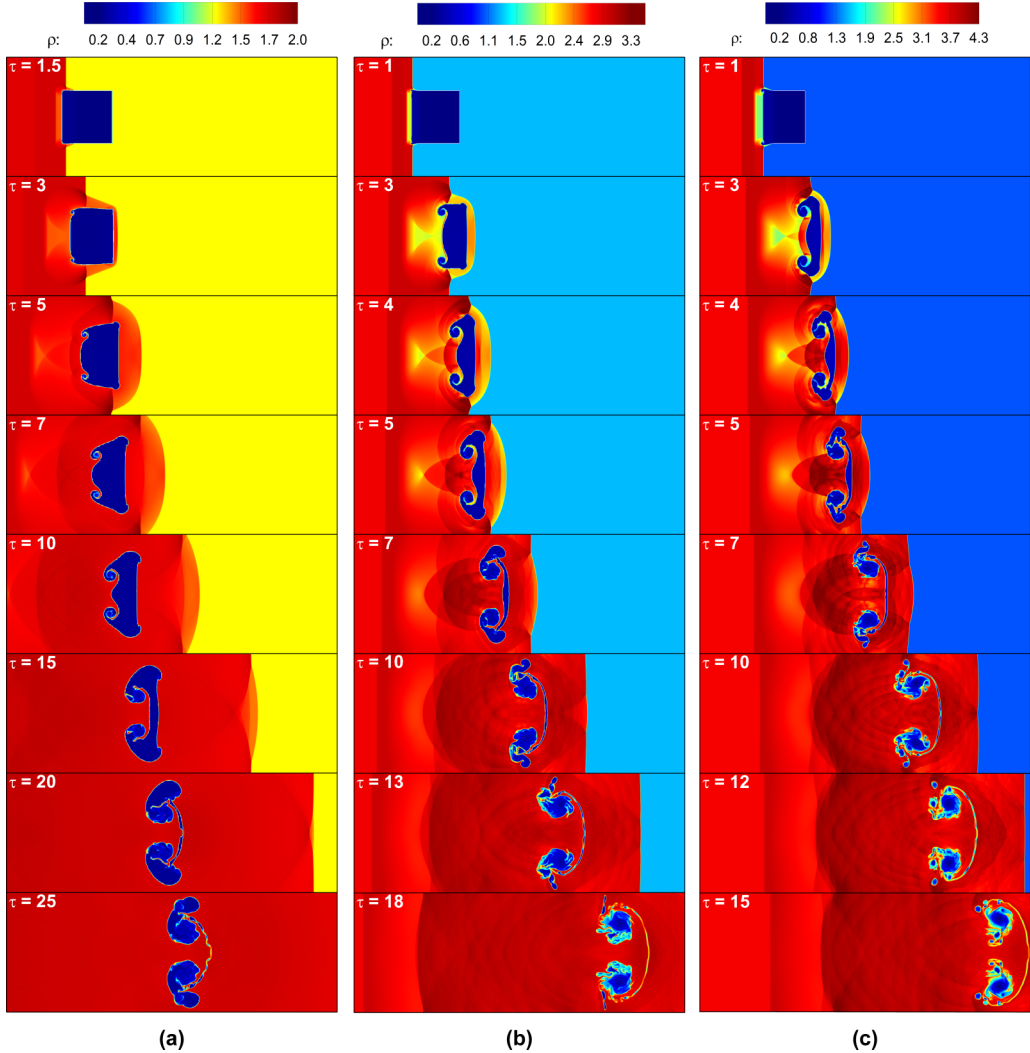 ρ: 0.2 0.4 0.7 0.9 1.2 1.5 1.7 2.0
ρ: 0.2 0.6 1.1 1.5 2.0 2.4 2.9 3.3
ρ: 0.2 0.8 1.3 1.9 2.5 3.1 3.7 4.3
τ = 1.5
τ = 3
τ = 5
τ = 7
τ = 10
τ = 15
τ = 20
τ = 25
(a)
τ = 1
τ = 3
τ = 4
τ = 5
τ = 7
τ = 10
τ = 13
τ = 18
(b)
τ = 1
τ = 3
τ = 4
τ = 5
τ = 7
τ = 10
τ = 12
τ = 15
(c)